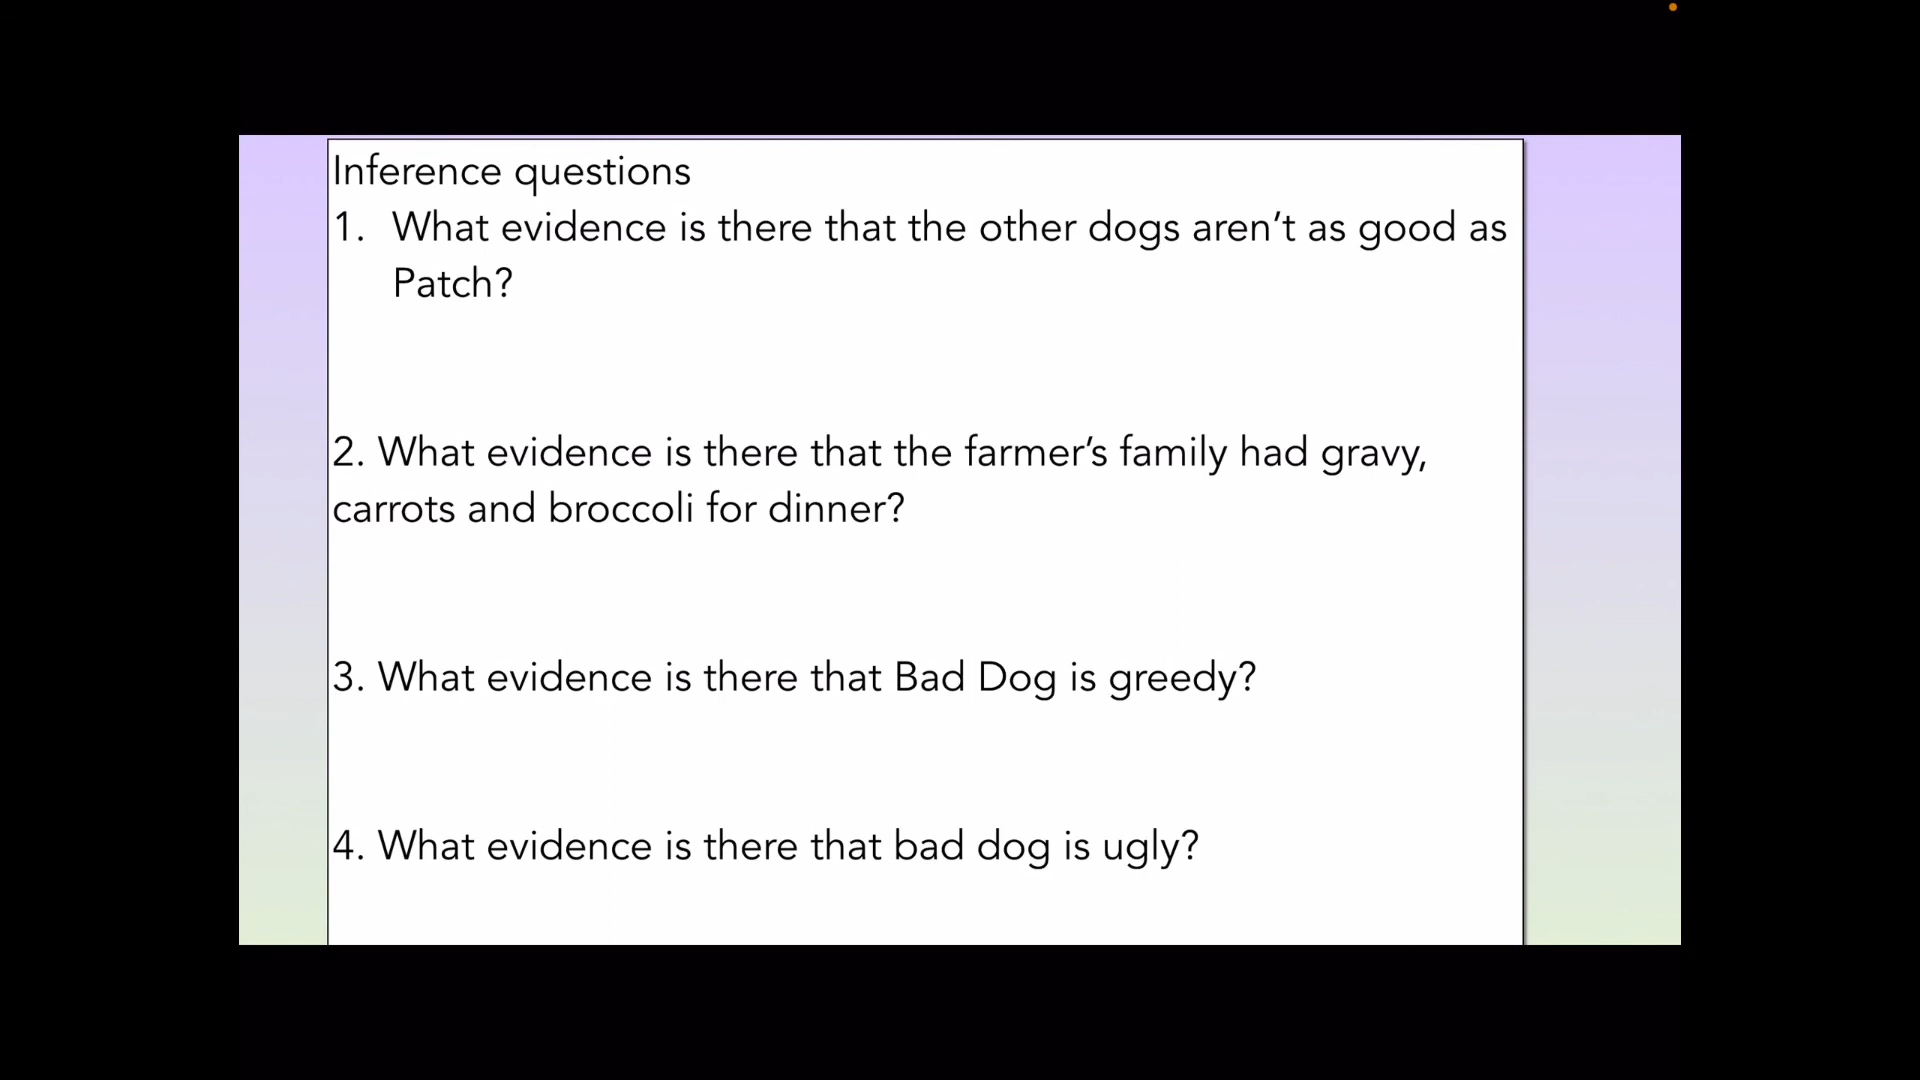 Inference questions
1. What evidence is there that the other dogs aren’t as good as
Patch?
2. What evidence is there that the farmer’s family had gravy,
carrots and broccoli for dinner?
3. What evidence is there that Bad Dog is greedy?
4. What evidence is there that bad dog is ugly?